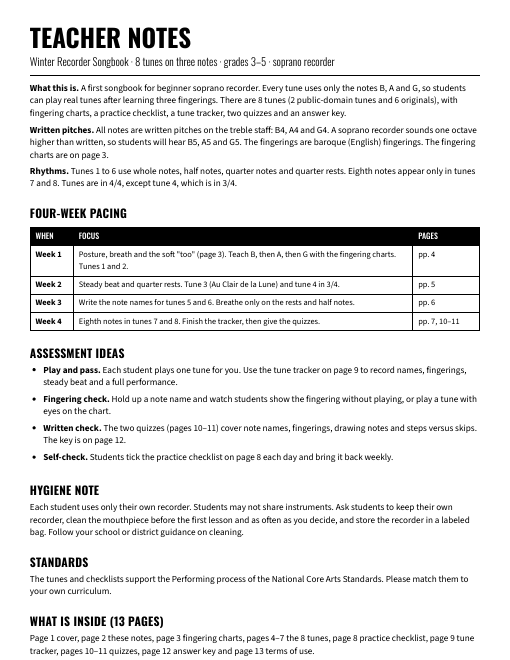 TEACHER NOTES
Winter Recorder Songbook · 8 tunes on three notes · grades 3–5 · soprano recorder
What this is. A first songbook for beginner soprano recorder. Every tune uses only the notes B, A and G, so students
can play real tunes after learning three fingerings. There are 8 tunes (2 public-domain tunes and 6 originals), with
fingering charts, a practice checklist, a tune tracker, two quizzes and an answer key.
Written pitches. All notes are written pitches on the treble staff: B4, A4 and G4. A soprano recorder sounds one octave
higher than written, so students will hear B5, A5 and G5. The fingerings are baroque (English) fingerings. The fingering
charts are on page 3.
Rhythms. Tunes 1 to 6 use whole notes, half notes, quarter notes and quarter rests. Eighth notes appear only in tunes
7 and 8. Tunes are in 4/4, except tune 4, which is in 3/4.
FOUR-WEEK PACING
WHEN FOCUS PAGES
Week 1 Posture, breath and the soft "too" (page 3). Teach B, then A, then G with the fingering charts. pp. 4
Tunes 1 and 2.
Week 2 Steady beat and quarter rests. Tune 3 (Au Clair de la Lune) and tune 4 in 3/4. pp. 5
Week 3 Write the note names for tunes 5 and 6. Breathe only on the rests and half notes. pp. 6
Week 4 Eighth notes in tunes 7 and 8. Finish the tracker, then give the quizzes. pp. 7, 10–11
ASSESSMENT IDEAS
• Play and pass. Each student plays one tune for you. Use the tune tracker on page 9 to record names, fingerings,
steady beat and a full performance.
• Fingering check. Hold up a note name and watch students show the fingering without playing, or play a tune with
eyes on the chart.
• Written check. The two quizzes (pages 10–11) cover note names, fingerings, drawing notes and steps versus skips.
The key is on page 12.
• Self-check. Students tick the practice checklist on page 8 each day and bring it back weekly.
HYGIENE NOTE
Each student uses only their own recorder. Students may not share instruments. Ask students to keep their own
recorder, clean the mouthpiece before the first lesson and as often as you decide, and store the recorder in a labeled
bag. Follow your school or district guidance on cleaning.
STANDARDS
The tunes and checklists support the Performing process of the National Core Arts Standards. Please match them to
your own curriculum.
WHAT IS INSIDE (13 PAGES)
Page 1 cover, page 2 these notes, page 3 fingering charts, pages 4–7 the 8 tunes, page 8 practice checklist, page 9 tune
tracker, pages 10–11 quizzes, page 12 answer key and page 13 terms of use.